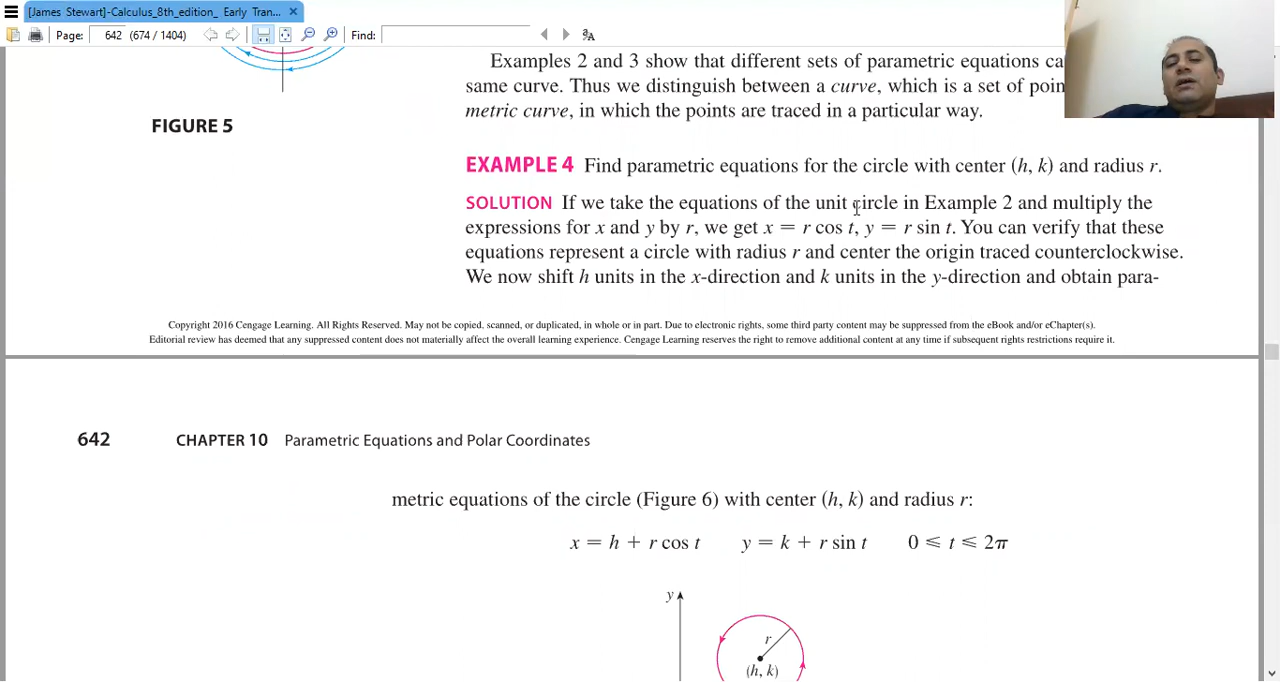 [James Stewart]-Calculus_8th_edition_ Early Tran...
Page: 642 (674 / 1404) Find:
Examples 2 and 3 show that different sets of parametric equations ca
same curve. Thus we distinguish between a curve, which is a set of poin
metric curve, in which the points are traced in a particular way.
FIGURE 5
EXAMPLE 4 Find parametric equations for the circle with center (h, k) and radius r.
SOLUTION If we take the equations of the unit circle in Example 2 and multiply the
expressions for x and y by r, we get x = r cos t, y = r sin t. You can verify that these
equations represent a circle with radius r and center the origin traced counterclockwise.
We now shift h units in the x-direction and k units in the y-direction and obtain para-
Copyright 2016 Cengage Learning. All Rights Reserved. May not be copied, scanned, or duplicated, in whole or in part. Due to electronic rights, some third party content may be suppressed from the eBook and/or eChapter(s).
Editorial review has deemed that any suppressed content does not materially affect the overall learning experience. Cengage Learning reserves the right to remove additional content at any time if subsequent rights restrictions require it.
642 CHAPTER 10 Parametric Equations and Polar Coordinates
metric equations of the circle (Figure 6) with center (h, k) and radius r:
x = h + r cos t y = k + r sin t 0 ⩽ t ⩽ 2π
y
r
(h, k)